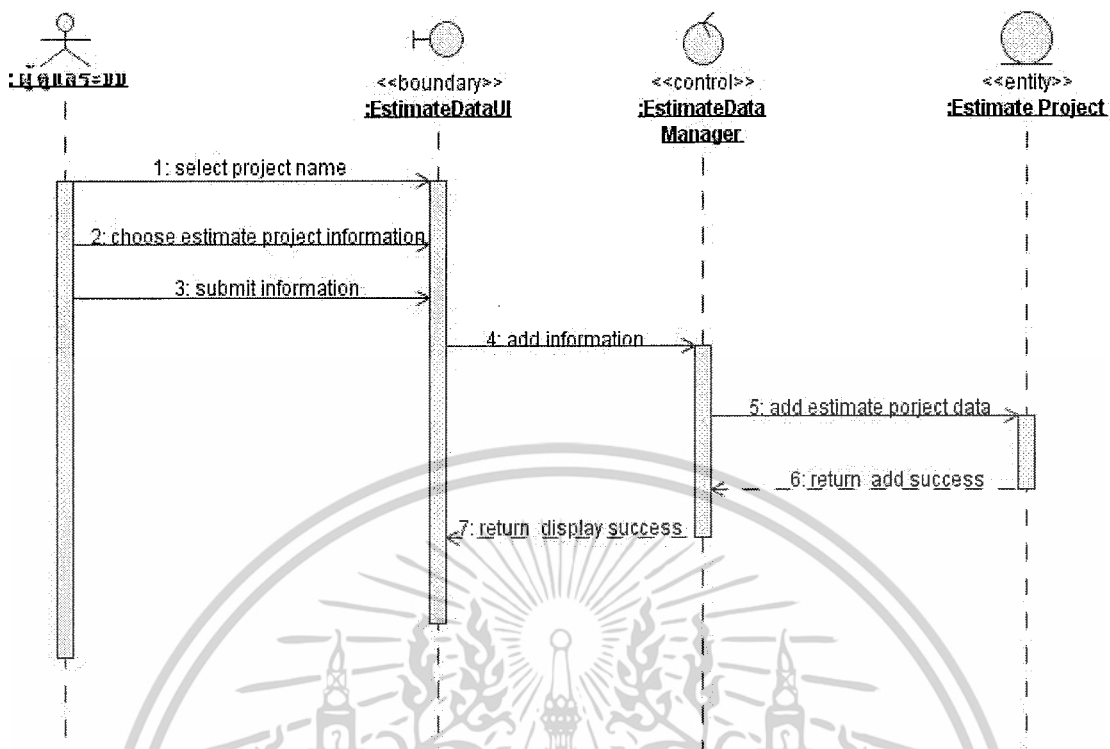 :ผู้ดูแลระบบ
<<boundary>>
:EstimateDataUI
<<control>>
:EstimateData
Manager
<<entity>>
:Estimate Project
1: select project name
2: choose estimate project information
3: submit information
4: add information
5: add estimate porject data
6: return add success
7: return display success